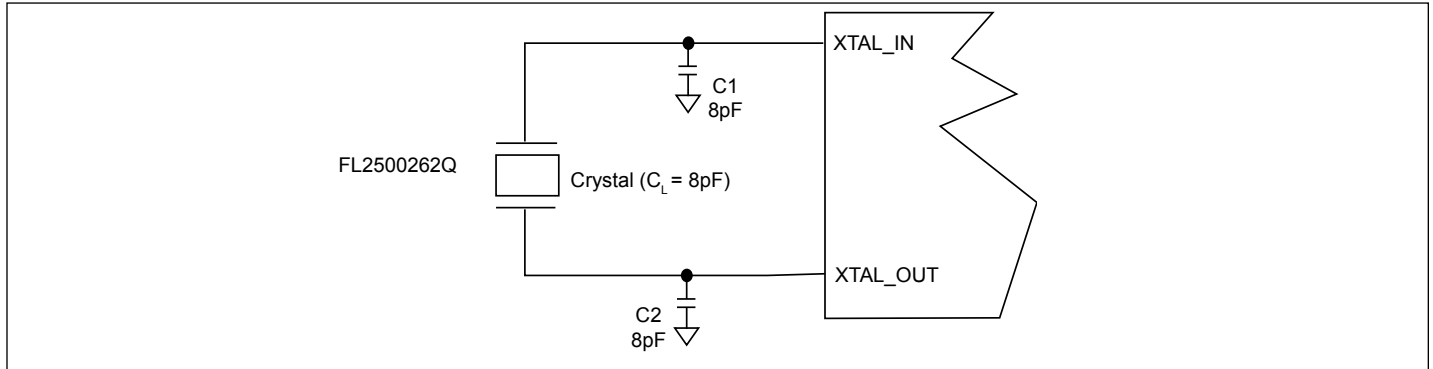 XTAL_IN
C1
8pF
FL2500262Q
Crystal (CL = 8pF)
XTAL_OUT
C2
8pF